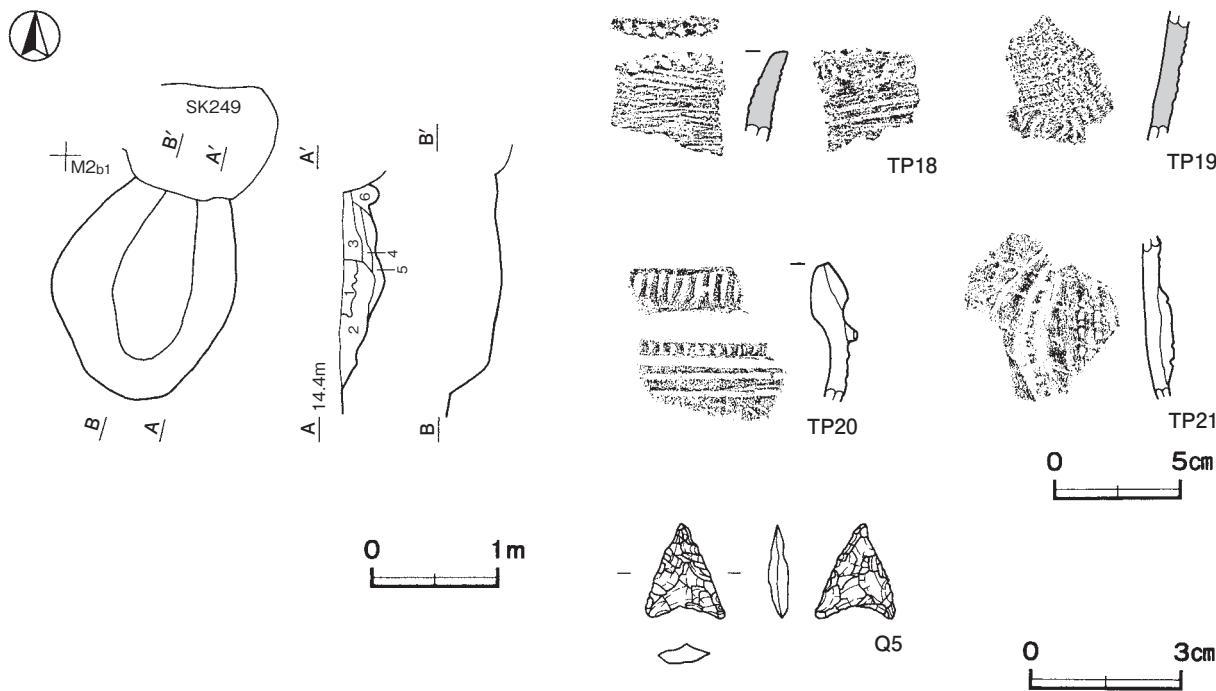 SK249
B′
A′
M2b1
A′
B′
6
3
4
5
1
2
A 14.4m
B
B
A
0 1m
TP18
TP19
TP20
TP21
0 5cm
Q5
0 3cm